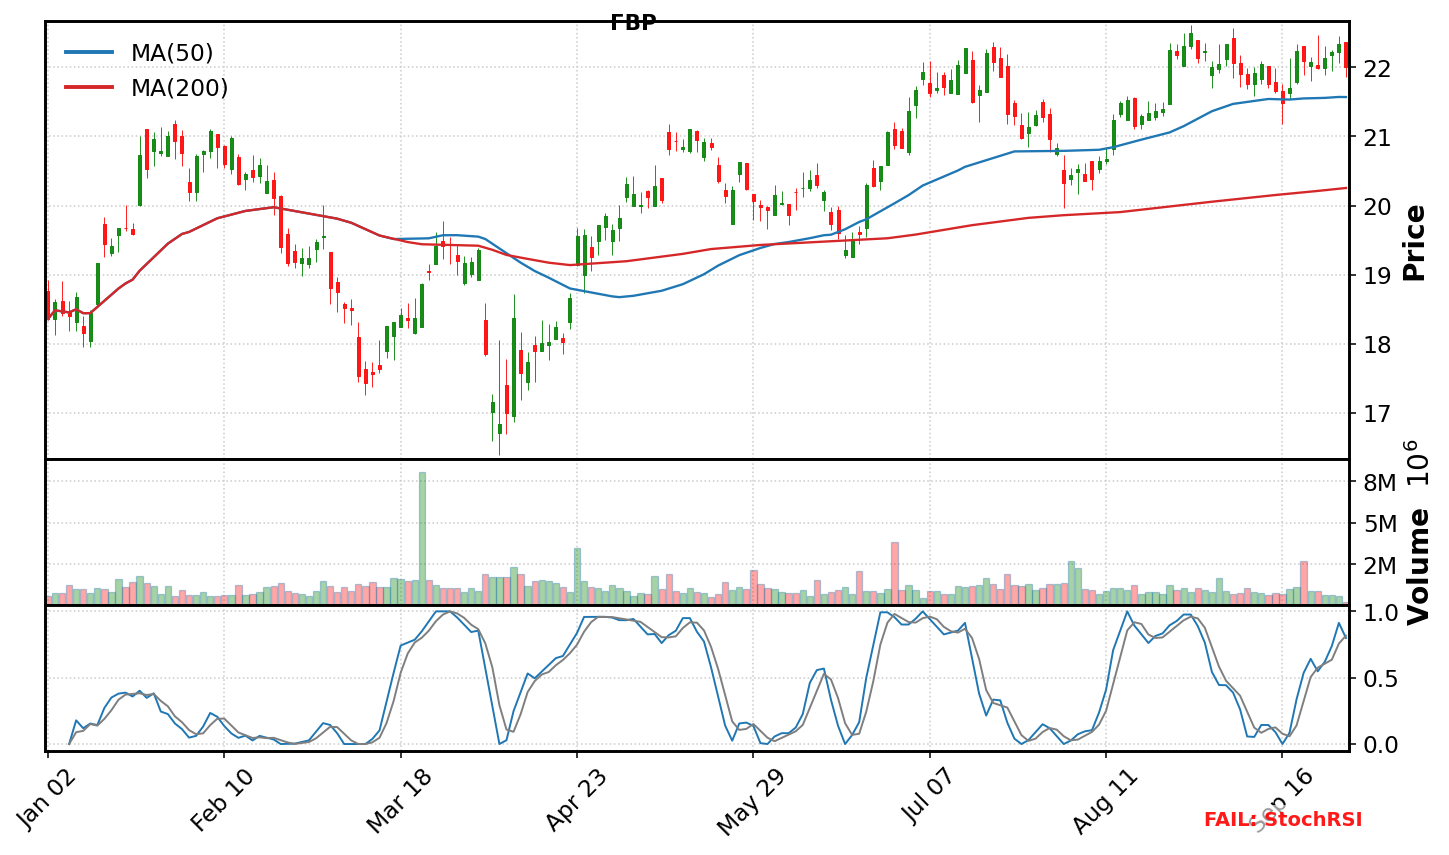 FBP
MA(50)
MA(200)
22
21
20
19
18
17
Price
8M
5M
2M
Volume 10⁶
1.0
0.5
0.0
Jan 02
Feb 10
Mar 18
Apr 23
May 29
Jul 07
Aug 11
Sep 16
FAIL: StochRSI